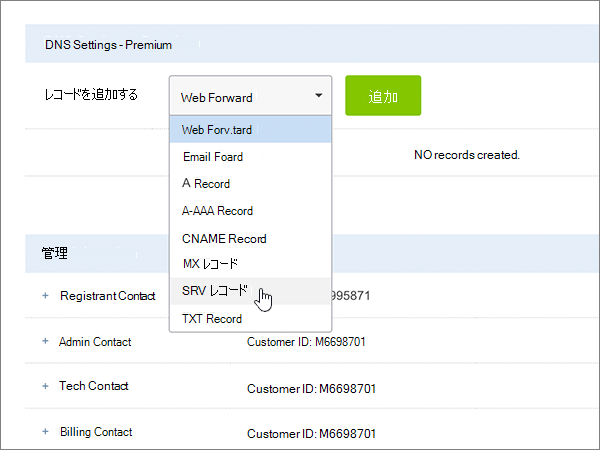 DNS Settings - Premium
レコードを追加する
Web Forward
追加
Web Forv.tard
Email Foard
NO records created.
A Record
A-AAA Record
CNAME Record
管理
MX レコード
SRV レコード
+ Registrant Contact
995871
TXT Record
+ Admin Contact
Customer ID: M6698701
+ Tech Contact
Customer ID: M6698701
+ Billing Contact
Customer ID: M6698701